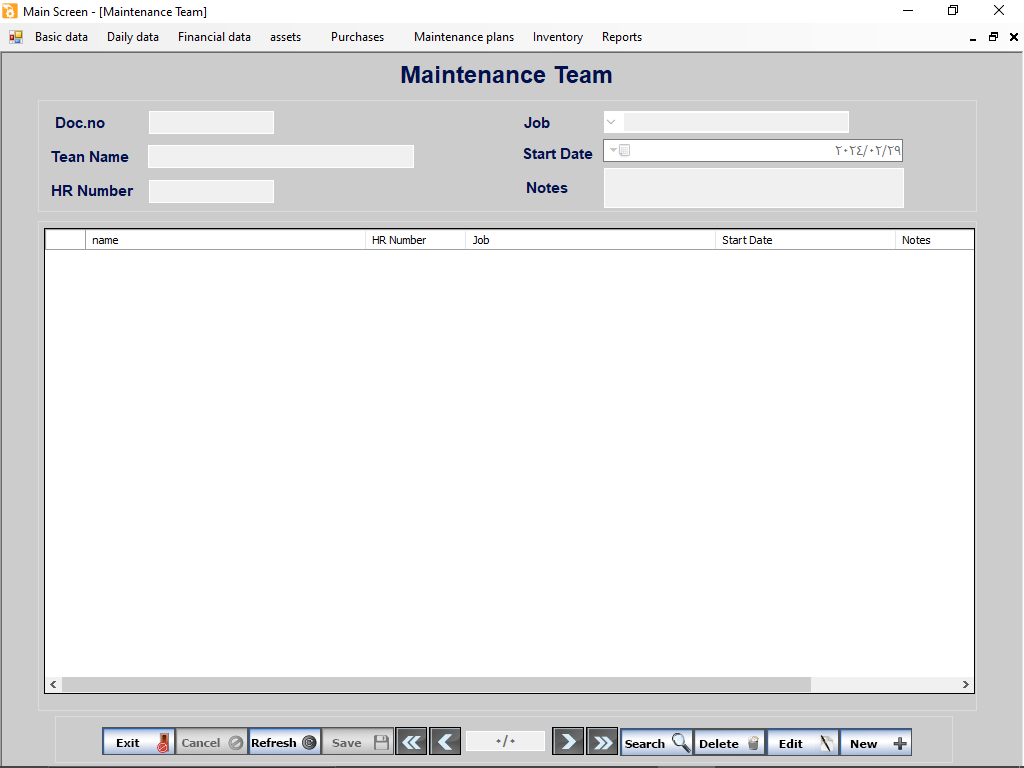 Main Screen - [Maintenance Team]
Basic data Daily data Financial data assets Purchases Maintenance plans Inventory Reports
Maintenance Team
Doc.no
Job
Tean Name
Start Date ٢٠٢٤/٠٢/٢٩
HR Number
Notes
name HR Number Job Start Date Notes
Exit Cancel Refresh Save ٠/٠ Search Delete Edit New